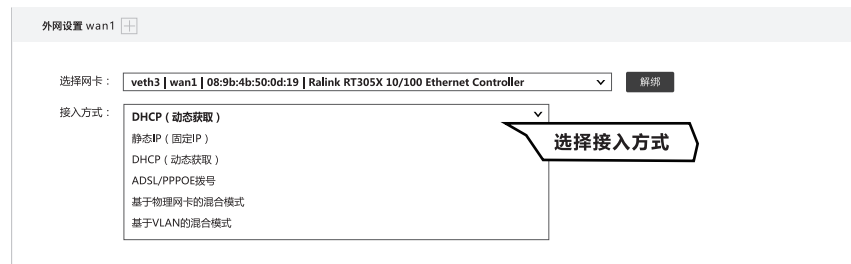 外网设置 wan1
选择网卡： veth3 | wan1 | 08:9b:4b:50:0d:19 | Ralink RT305X 10/100 Ethernet Controller 解绑
接入方式： DHCP（动态获取）
静态IP（固定IP）
DHCP（动态获取）
ADSL/PPPOE拨号
基于物理网卡的混合模式
基于VLAN的混合模式
选择接入方式